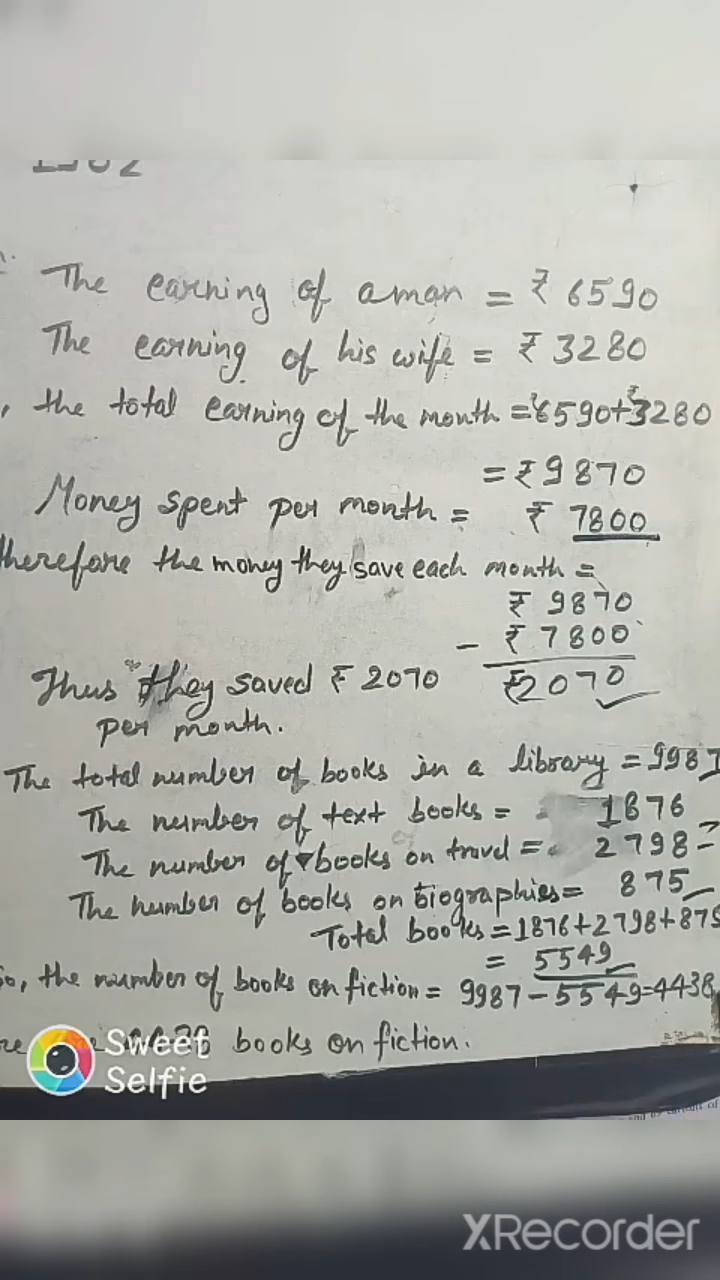 The earning of a man = ₹ 6590
The earning of his wife = ₹ 3280
, the total earning of the month = ₹6590+₹3280
= ₹ 9870
Money spent per month = ₹ 7800
therefore the money they save each month =
₹ 9870
- ₹ 7800
Thus they saved ₹ 2070 ₹2070
per month.
The total number of books in a library = 9987
The number of text books = 1876
The number of books on travel = 2798
The number of books on biographies = 875
Total books = 1876+2798+875
= 5549
So, the number of books on fiction = 9987-5549=4438
books on fiction.
Sweet
Selfie
XRecorder